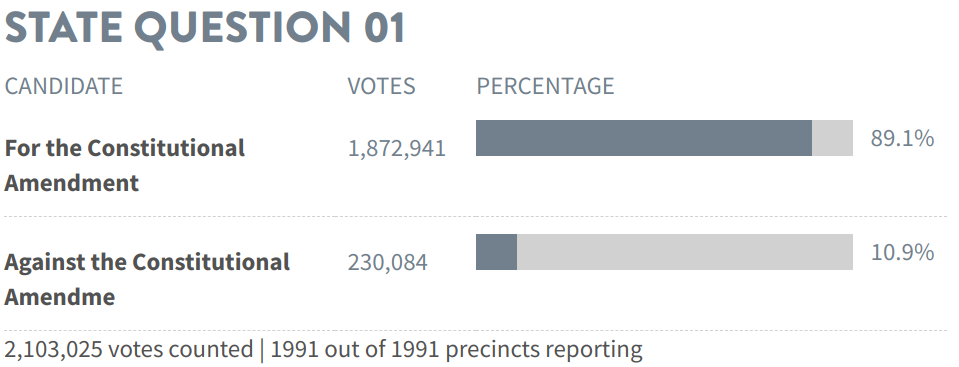 STATE QUESTION 01
CANDIDATE VOTES PERCENTAGE
For the Constitutional 1,872,941 89.1%
Amendment
Against the Constitutional 230,084 10.9%
Amendme
2,103,025 votes counted | 1991 out of 1991 precincts reporting